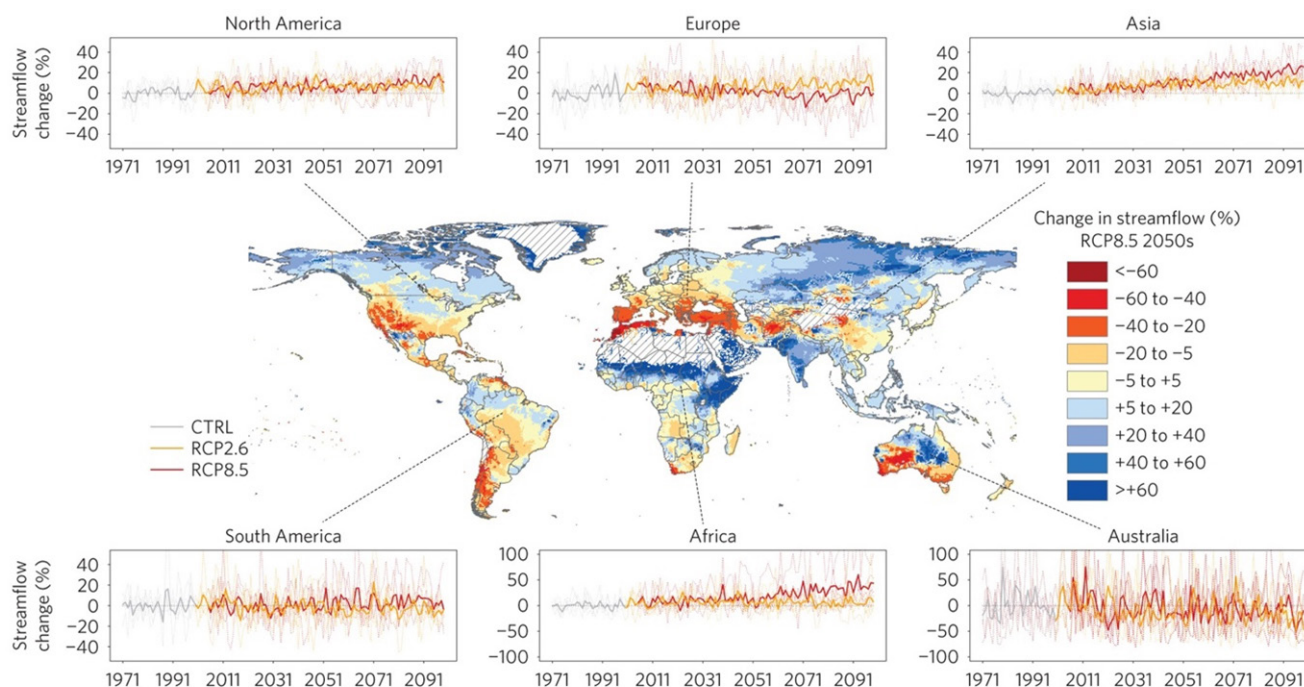 North America
Europe
Asia
Streamflow
change (%)
40
20
0
−20
−40
40
20
0
−20
−40
40
20
0
−20
−40
1971 1991 2011 2031 2051 2071 2091
1971 1991 2011 2031 2051 2071 2091
1971 1991 2011 2031 2051 2071 2091
Change in streamflow (%)
RCP8.5 2050s
<−60
−60 to −40
−40 to −20
−20 to −5
−5 to +5
+5 to +20
+20 to +40
+40 to +60
>+60
CTRL
RCP2.6
RCP8.5
South America
Africa
Australia
Streamflow
change (%)
40
20
0
−20
−40
100
50
0
−50
−100
100
50
0
−50
−100
1971 1991 2011 2031 2051 2071 2091
1971 1991 2011 2031 2051 2071 2091
1971 1991 2011 2031 2051 2071 2091